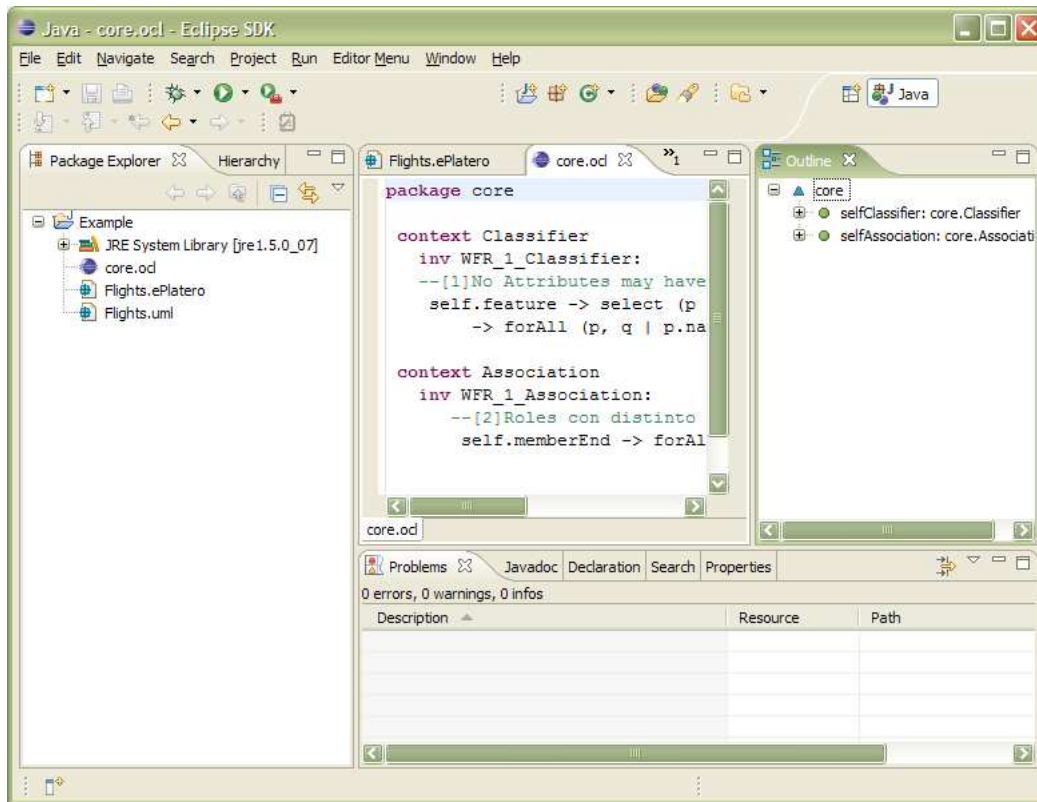 Java - core.ocl - Eclipse SDK
File Edit Navigate Search Project Run Editor Menu Window Help
Java
Package Explorer Hierarchy
Example
JRE System Library [jre1.5.0_07]
core.ocl
Flights.ePlatero
Flights.uml
Flights.ePlatero core.ocl »1
package core
context Classifier
inv WFR_1_Classifier:
--[1]No Attributes may have
self.feature -> select (p
-> forAll (p, q | p.na
context Association
inv WFR_1_Association:
--[2]Roles con distinto
self.memberEnd -> forAl
core.ocl
Outline
core
selfClassifier: core.Classifier
selfAssociation: core.Associati
Problems Javadoc Declaration Search Properties
0 errors, 0 warnings, 0 infos
Description Resource Path